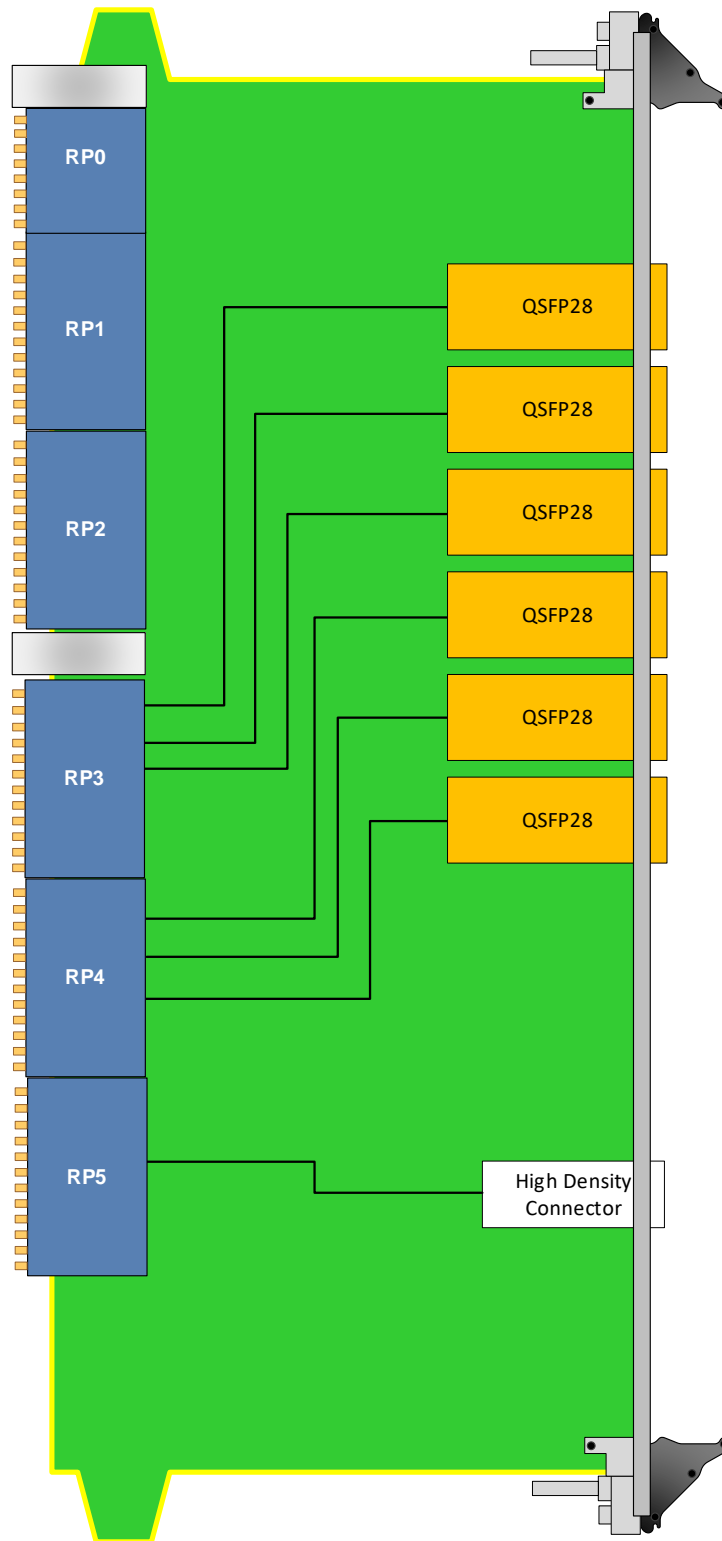 RP0
RP1
RP2
RP3
RP4
RP5
QSFP28
QSFP28
QSFP28
QSFP28
QSFP28
QSFP28
High Density
Connector